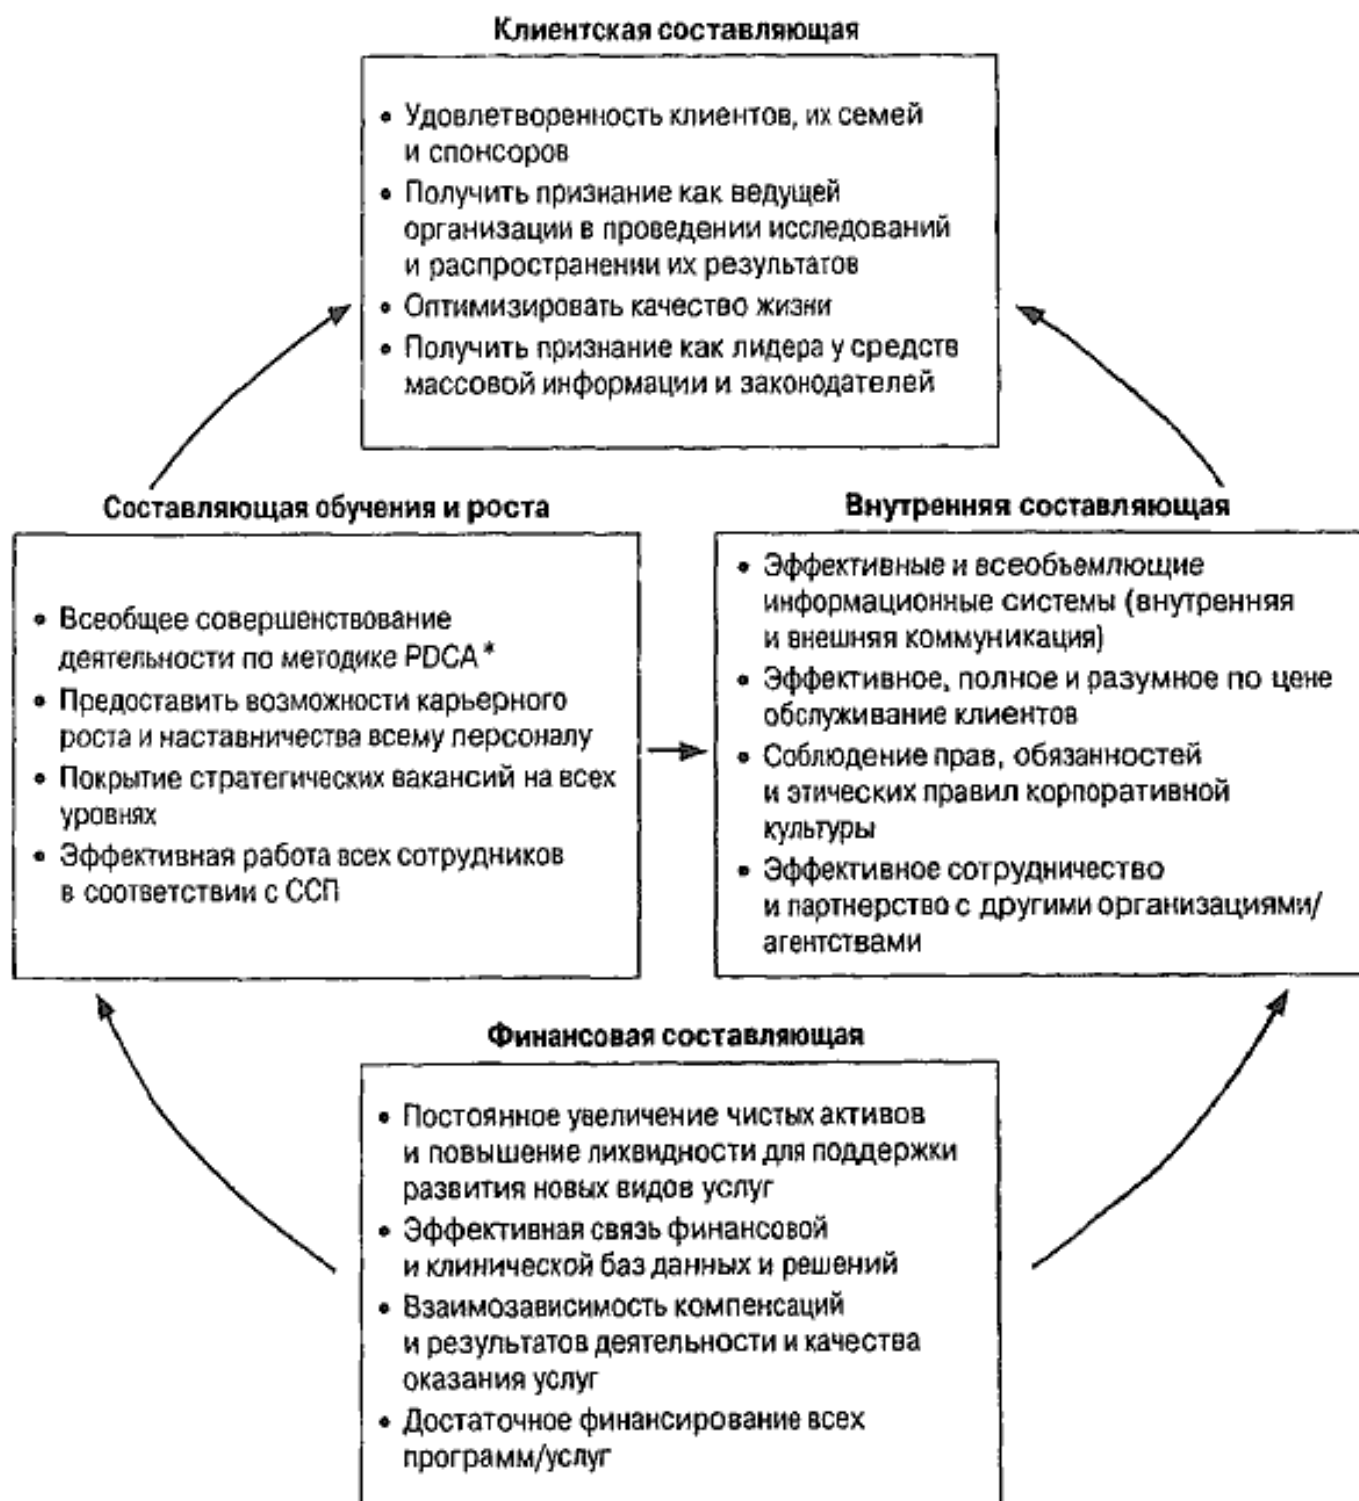 Клиентская составляющая
• Удовлетворенность клиентов, их семей
и спонсоров
• Получить признание как ведущей
организации в проведении исследований
и распространении их результатов
• Оптимизировать качество жизни
• Получить признание как лидера у средств
массовой информации и законодателей
Составляющая обучения и роста
• Всеобщее совершенствование
деятельности по методике PDCA*
• Предоставить возможности карьерного
роста и наставничества всему персоналу
• Покрытие стратегических вакансий на всех
уровнях
• Эффективная работа всех сотрудников
в соответствии с ССП
Внутренняя составляющая
• Эффективные и всеобъемлющие
информационные системы (внутренняя
и внешняя коммуникация)
• Эффективное, полное и разумное по цене
обслуживание клиентов
• Соблюдение прав, обязанностей
и этических правил корпоративной
культуры
• Эффективное сотрудничество
и партнерство с другими организациями/
агентствами
Финансовая составляющая
• Постоянное увеличение чистых активов
и повышение ликвидности для поддержки
развития новых видов услуг
• Эффективная связь финансовой
и клинической баз данных и решений
• Взаимозависимость компенсаций
и результатов деятельности и качества
оказания услуг
• Достаточное финансирование всех
программ/услуг